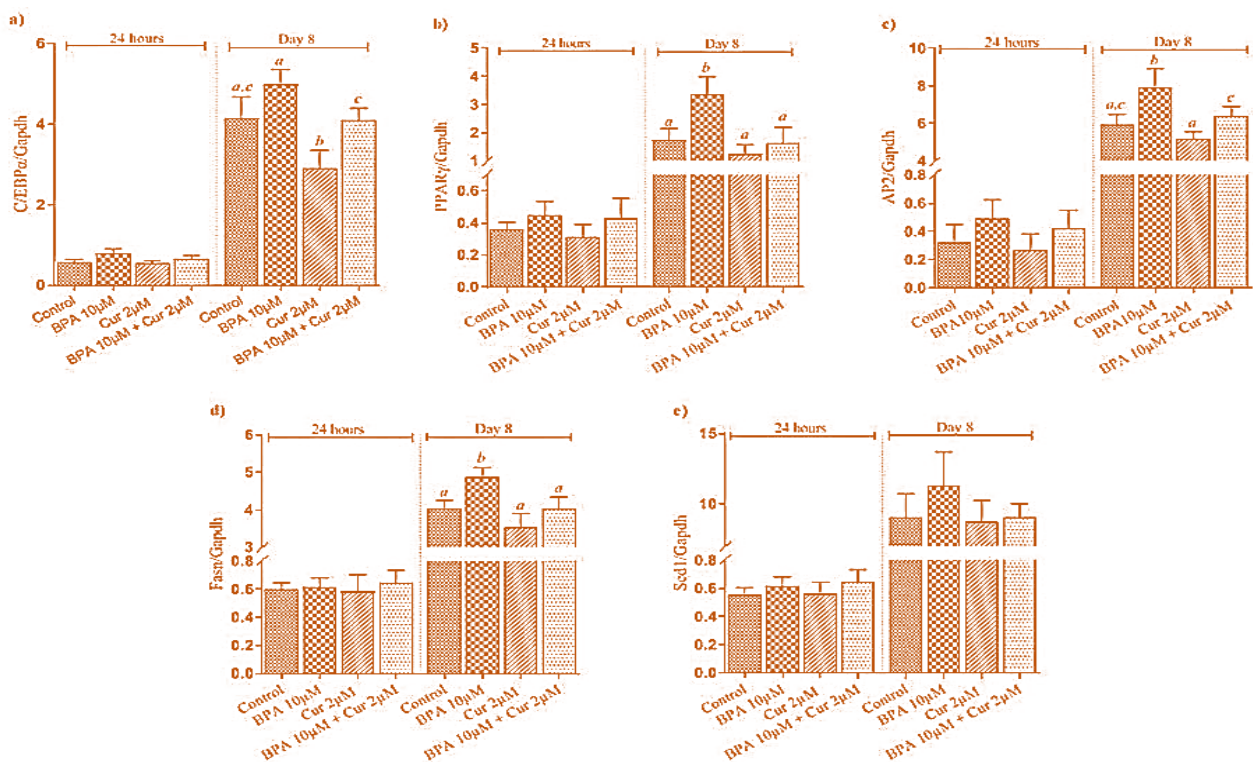 a)
24 hours
Day 8
C/EBPα/Gapdh
6
4
2
0
a,c
a
b
c
Control
BPA 10μM
Cur 2μM
BPA 10μM + Cur 2μM
Control
BPA 10μM
Cur 2μM
BPA 10μM + Cur 2μM
b)
24 hours
Day 8
PPARγ/Gapdh
5
4
3
2
1
0.6
0.4
0.2
0.0
a
b
a
a
Control
BPA 10μM
Cur 2μM
BPA 10μM + Cur 2μM
Control
BPA 10μM
Cur 2μM
BPA 10μM + Cur 2μM
c)
24 hours
Day 8
AP2/Gapdh
10
8
6
4
0.8
0.6
0.4
0.2
0.0
a,c
b
a
c
Control
BPA10μM
Cur 2μM
BPA 10μM + Cur 2μM
Control
BPA10μM
Cur 2μM
BPA 10μM + Cur 2μM
d)
24 hours
Day 8
Fasn/Gapdh
6
5
4
3
0.8
0.6
0.4
0.2
0.0
a
b
a
a
Control
BPA 10μM
Cur 2μM
BPA 10μM + Cur 2μM
Control
BPA 10μM
Cur 2μM
BPA 10μM + Cur 2μM
e)
24 hours
Day 8
Scd1/Gapdh
15
10
0.8
0.6
0.4
0.2
0.0
Control
BPA 10μM
Cur 2μM
BPA 10μM + Cur 2μM
Control
BPA 10μM
Cur 2μM
BPA 10μM + Cur 2μM